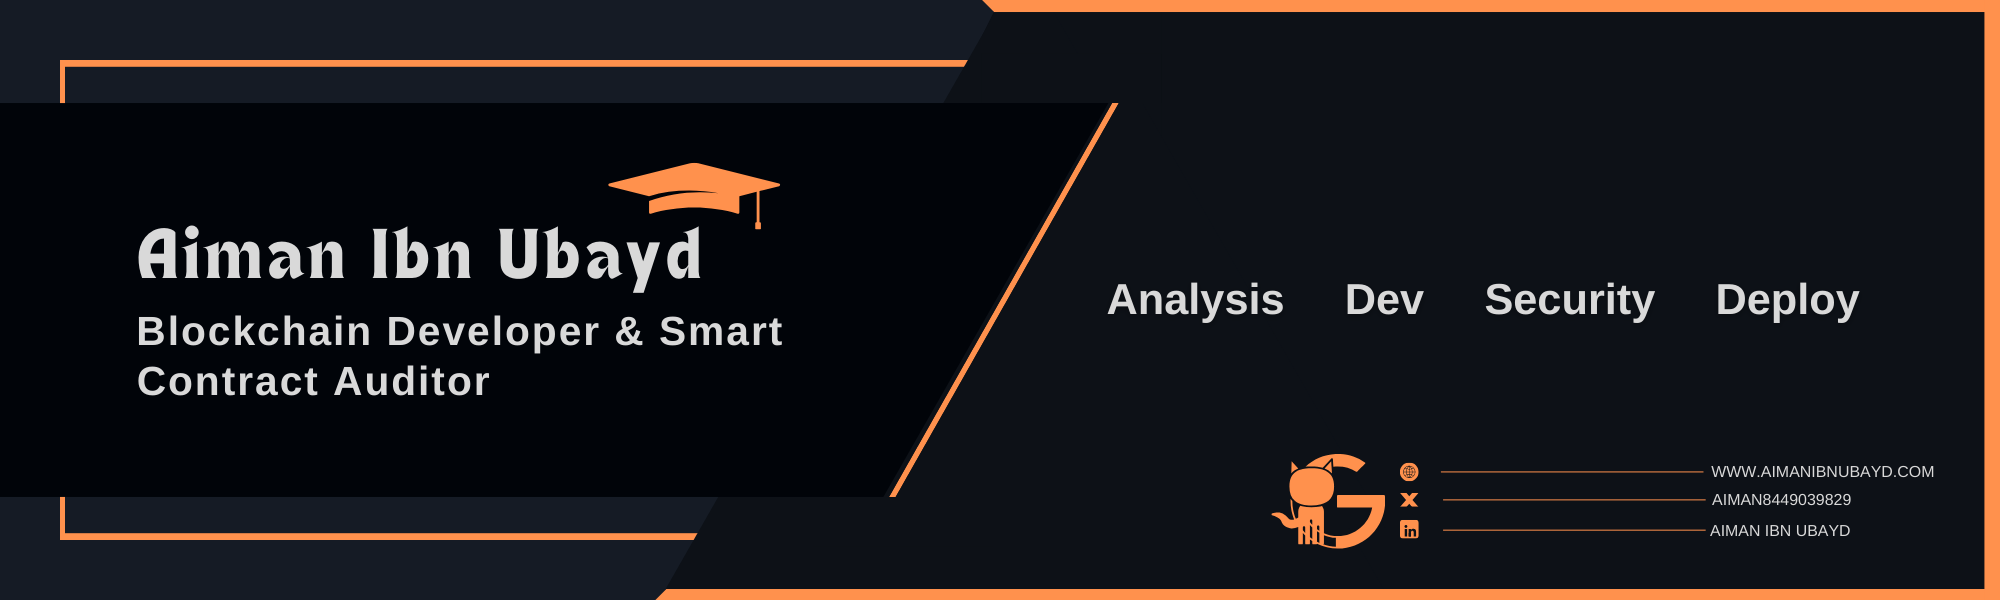 Aiman Ibn Ubayd
Blockchain Developer & Smart
Contract Auditor
Analysis Dev Security Deploy
WWW.AIMANIBNUBAYD.COM
AIMAN8449039829
AIMAN IBN UBAYD